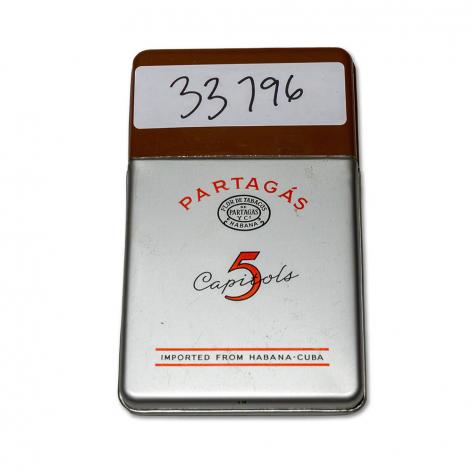 33796
PARTAGÁS
FLOR DE TABACOS
DE
PARTAGAS
Y Cª
HABANA
5
Capitols
IMPORTED FROM HABANA-CUBA